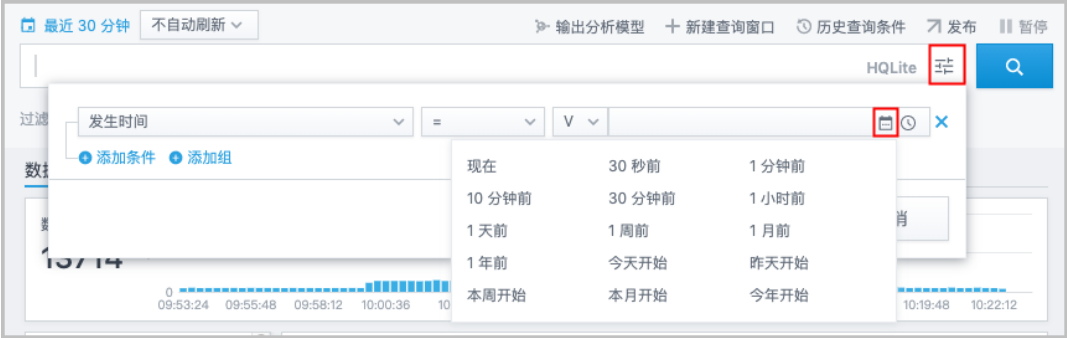 最近 30 分钟 不自动刷新 输出分析模型 新建查询窗口 历史查询条件 发布 暂停
HQLite
过滤
发生时间 = V
添加条件 添加组
数据
现在 30 秒前 1 分钟前
10 分钟前 30 分钟前 1 小时前
1 天前 1 周前 1 月前
1 年前 今天开始 昨天开始
本周开始 本月开始 今年开始
消
13714
0
09:53:24 09:55:48 09:58:12 10:00:36 10 10:19:48 10:22:12